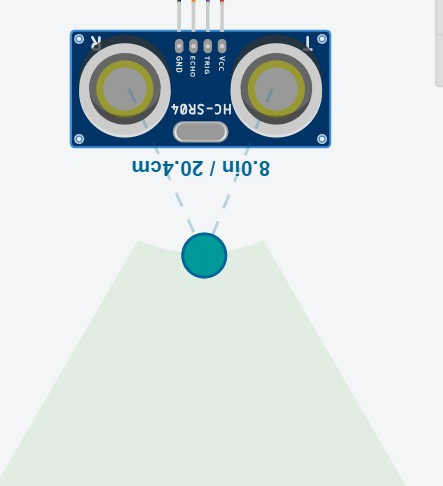 R T
GND ECHO TRIG VCC
HC-SR04
8.0in / 20.4cm